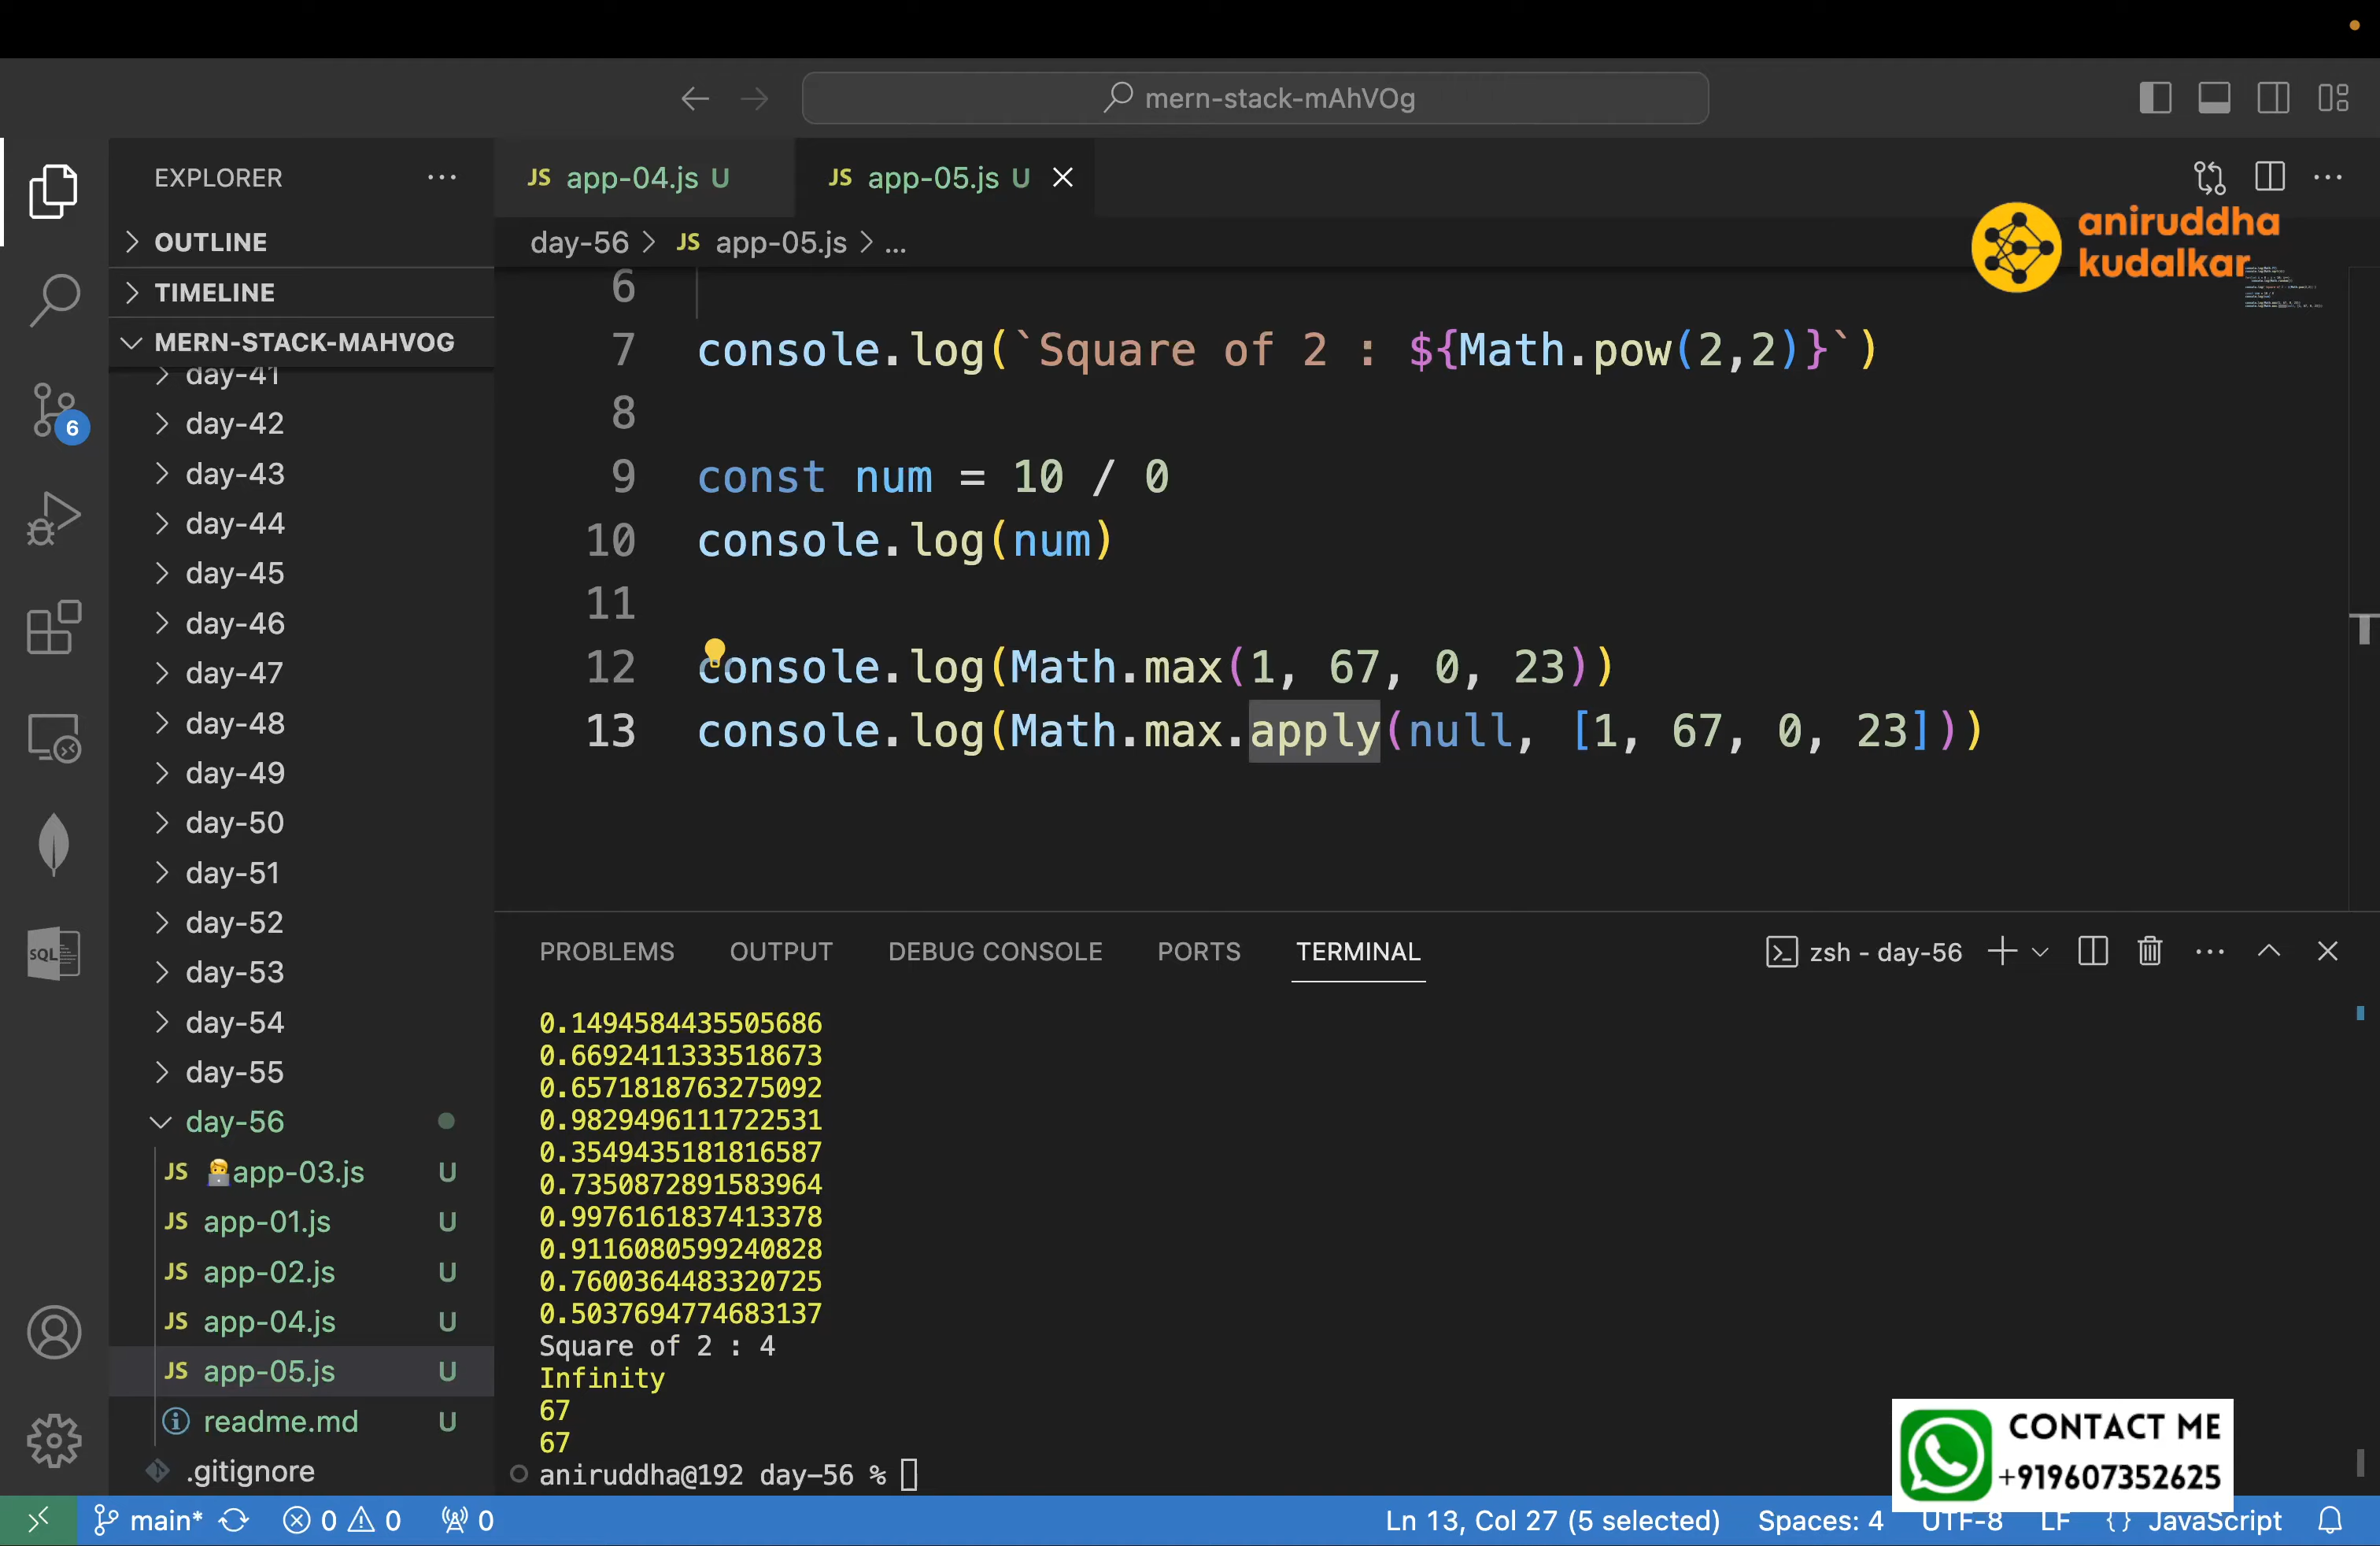 mern-stack-mAhVOg
EXPLORER
JS app-04.js U
JS app-05.js U
aniruddha
kudalkar
OUTLINE
TIMELINE
MERN-STACK-MAHVOG
day-41
day-42
day-43
day-44
day-45
day-46
day-47
day-48
day-49
day-50
day-51
day-52
day-53
day-54
day-55
day-56
JS app-03.js U
JS app-01.js U
JS app-02.js U
JS app-04.js U
JS app-05.js U
readme.md U
.gitignore
6
SQL
day-56 > JS app-05.js > ...
6
7 console.log(`Square of 2 : ${Math.pow(2,2)}`)
8
9 const num = 10 / 0
10 console.log(num)
11
12 console.log(Math.max(1, 67, 0, 23))
13 console.log(Math.max.apply(null, [1, 67, 0, 23]))
PROBLEMS OUTPUT DEBUG CONSOLE PORTS TERMINAL
zsh - day-56
0.1494584435505686
0.6692411333518673
0.6571818763275092
0.9829496111722531
0.3549435181816587
0.7350872891583964
0.9976161837413378
0.9116080599240828
0.7600364483320725
0.5037694774683137
Square of 2 : 4
Infinity
67
67
aniruddha@192 day-56 %
CONTACT ME
+919607352625
main* 0 0 0
Ln 13, Col 27 (5 selected) Spaces: 4 UTF-8 LF {} JavaScript